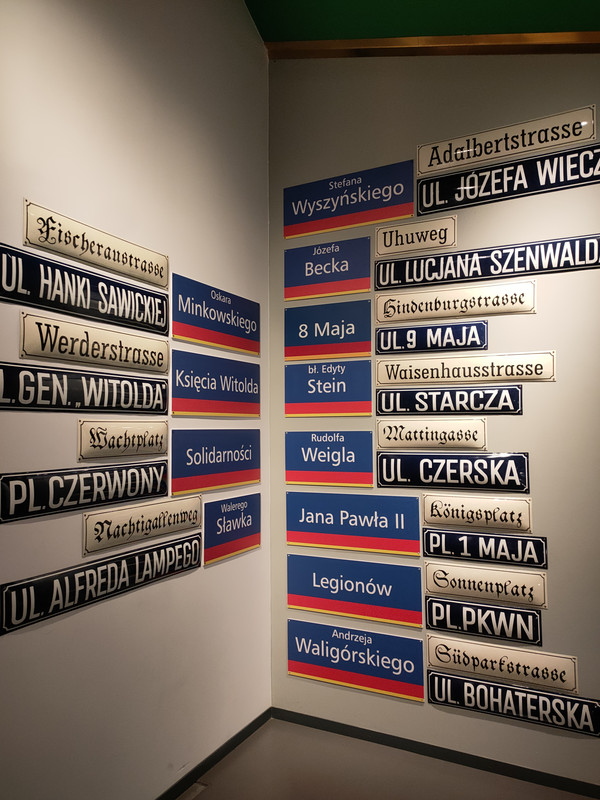 Fischeraustrasse
UL. HANKI SAWICKIEJ
Oskara
Minkowskiego
Werderstrasse
L.GEN. „WITOLDA"
Księcia Witolda
Wachtplatz
PL.CZERWONY
Solidarności
Nachtigallenweg
UL. ALFREDA LAMPEGO
Walerego
Sławka
Adalbertstrasse
Stefana
Wyszyńskiego
UL. JÓZEFA WIECZ
Uhuweg
Józefa
Becka
UL. LUCJANA SZENWALDA
Hindenburgstrasse
8 Maja
UL. 9 MAJA
Waisenhausstrasse
bł. Edyty
Stein
UL. STARCZA
Mattingasse
Rudolfa
Weigla
UL. CZERSKA
Königsplatz
Jana Pawła II
PL. 1 MAJA
Sonnenplatz
Legionów
PL.PKWN
Südparkstrasse
Andrzeja
Waligórskiego
UL. BOHATERSKA